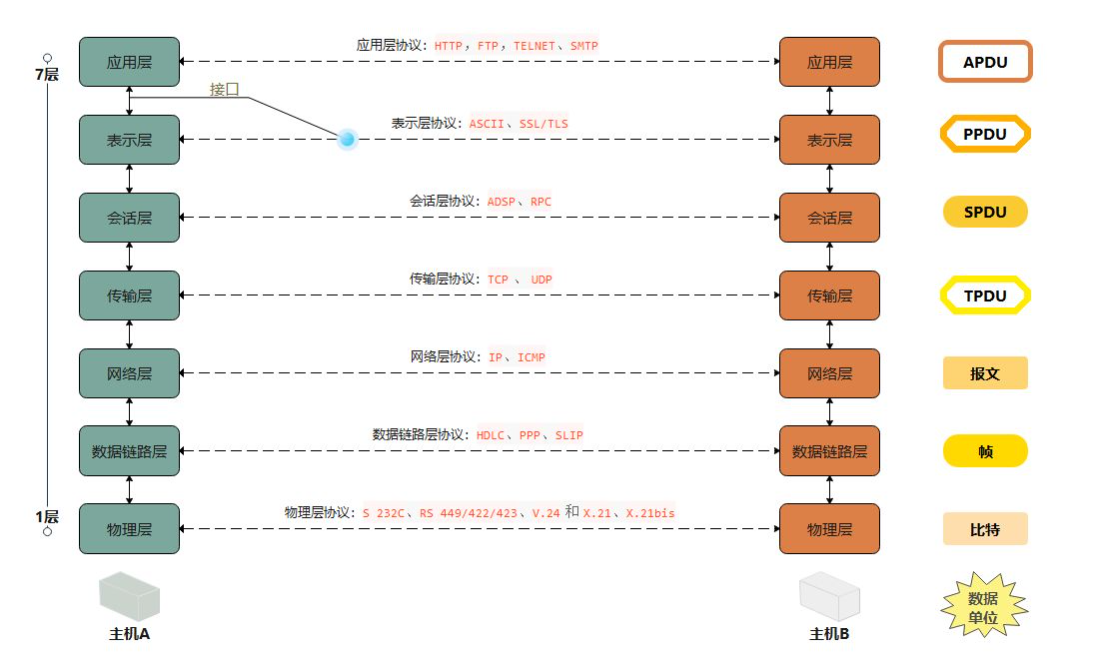 应用层协议：HTTP，FTP、TELNET、SMTP
应用层
应用层
APDU
7层
接口
表示层协议：ASCII、SSL/TLS
表示层
表示层
PPDU
会话层协议：ADSP、RPC
会话层
会话层
SPDU
传输层协议：TCP 、 UDP
传输层
传输层
TPDU
网络层协议：IP、ICMP
网络层
网络层
报文
数据链路层协议：HDLC、PPP、SLIP
数据链路层
数据链路层
帧
1层
物理层协议：S 232C、RS 449/422/423、V.24 和 X.21、X.21bis
物理层
物理层
比特
数据
单位
主机A
主机B